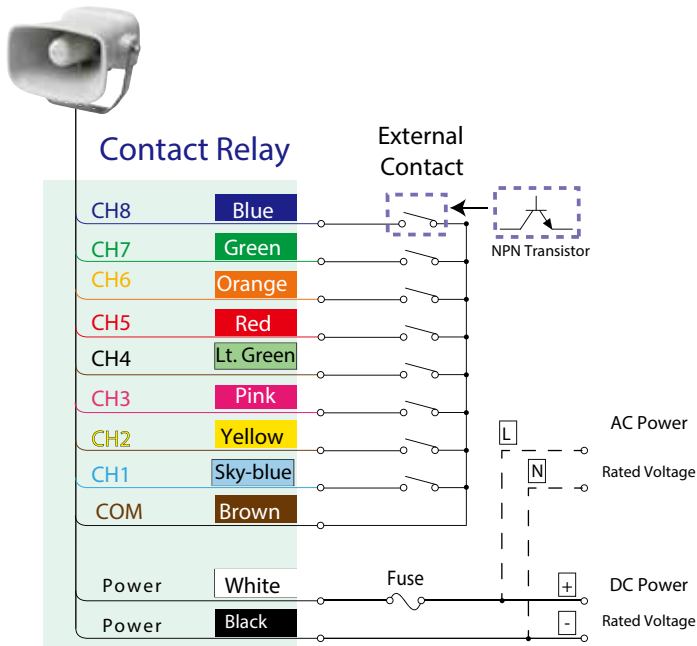 Contact Relay
External
Contact
CH8 Blue
NPN Transistor
CH7 Green
CH6 Orange
CH5 Red
CH4 Lt. Green
CH3 Pink
CH2 Yellow
L
AC Power
CH1 Sky-blue
N
Rated Voltage
COM Brown
Power White
Fuse
+
DC Power
Power Black
-
Rated Voltage